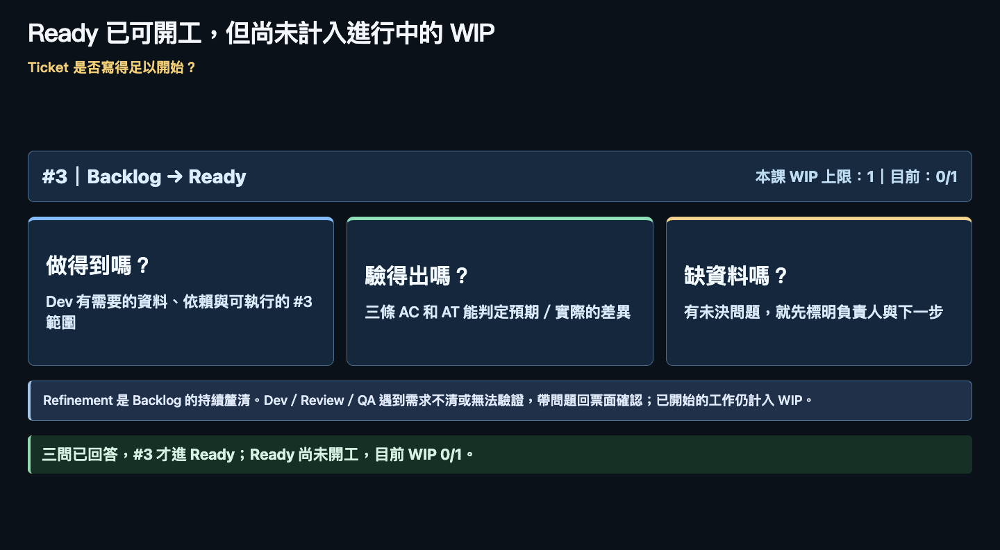 Ready 已可開工，但尚未計入進行中的 WIP
Ticket 是否寫得足以開始？
#3｜Backlog → Ready
本課 WIP 上限：1｜目前：0/1
做得到嗎？
Dev 有需要的資料、依賴與可執行的 #3
範圍
驗得出嗎？
三條 AC 和 AT 能判定預期 / 實際的差異
缺資料嗎？
有未決問題，就先標明負責人與下一步
Refinement 是 Backlog 的持續釐清。Dev / Review / QA 遇到需求不清或無法驗證，帶問題回票面確認；已開始的工作仍計入 WIP。
三問已回答，#3 才進 Ready；Ready 尚未開工，目前 WIP 0/1。